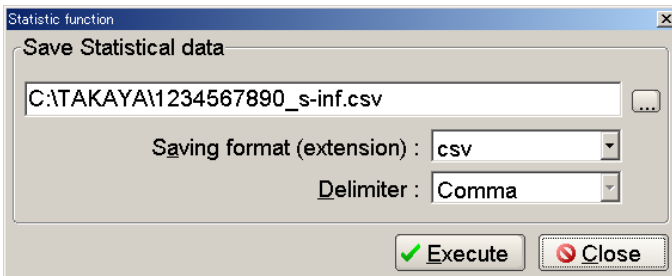 Statistic function
Save Statistical data
C:\TAKAYA\1234567890_s-inf.csv
...
Saving format (extension) : csv
Delimiter : Comma
Execute Close